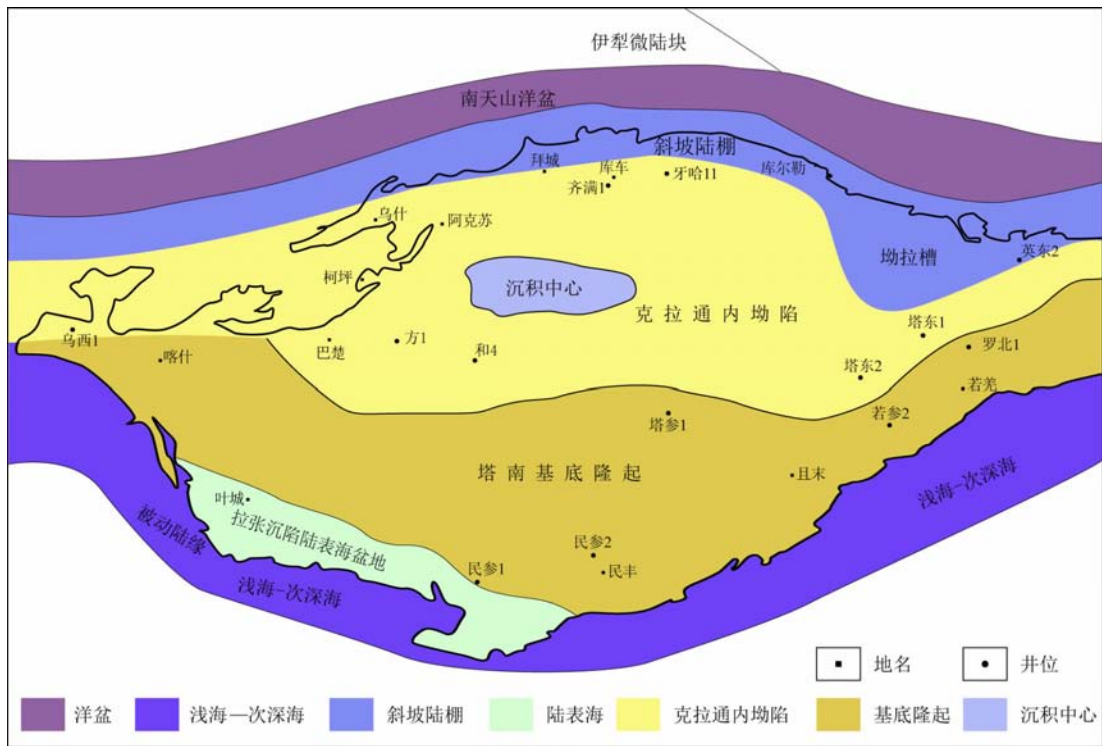 伊犁微陆块
南天山洋盆
斜坡陆棚
拜城
库车
牙哈11
库尔勒
齐满1
乌什
阿克苏
英东2
坳拉槽
柯坪
沉积中心
克拉通内坳陷
乌西1
喀什
巴楚
方1
和4
塔东1
罗北1
塔东2
若羌
塔参1
若参2
塔南基底隆起
且末
浅海-次深海
叶城
拉张沉陷陆表海盆地
被动陆缘
民参2
民参1
民丰
浅海-次深海
地名
井位
洋盆
浅海—次深海
斜坡陆棚
陆表海
克拉通内坳陷
基底隆起
沉积中心